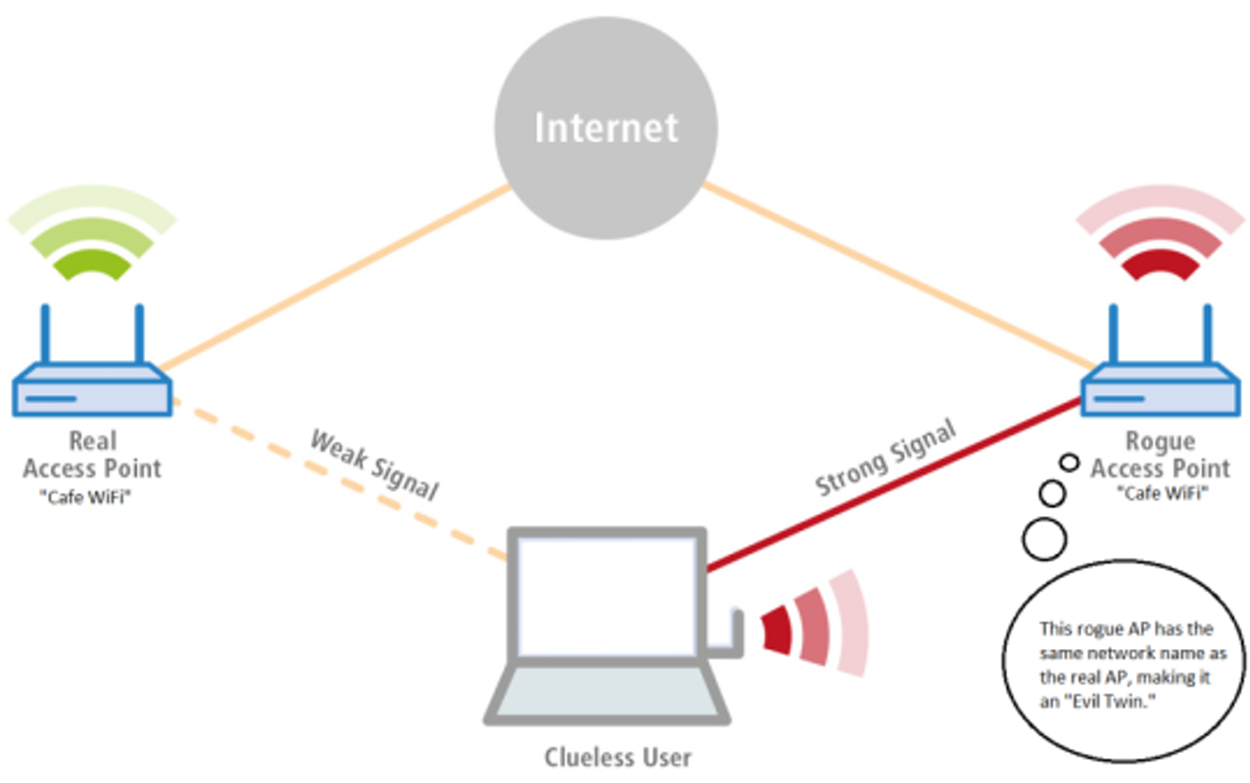 Internet
Real
Access Point
"Cafe WiFi"
Weak Signal
Strong Signal
Rogue
Access Point
"Cafe WiFi"
This rogue AP has the
same network name as
the real AP, making it
an "Evil Twin."
Clueless User